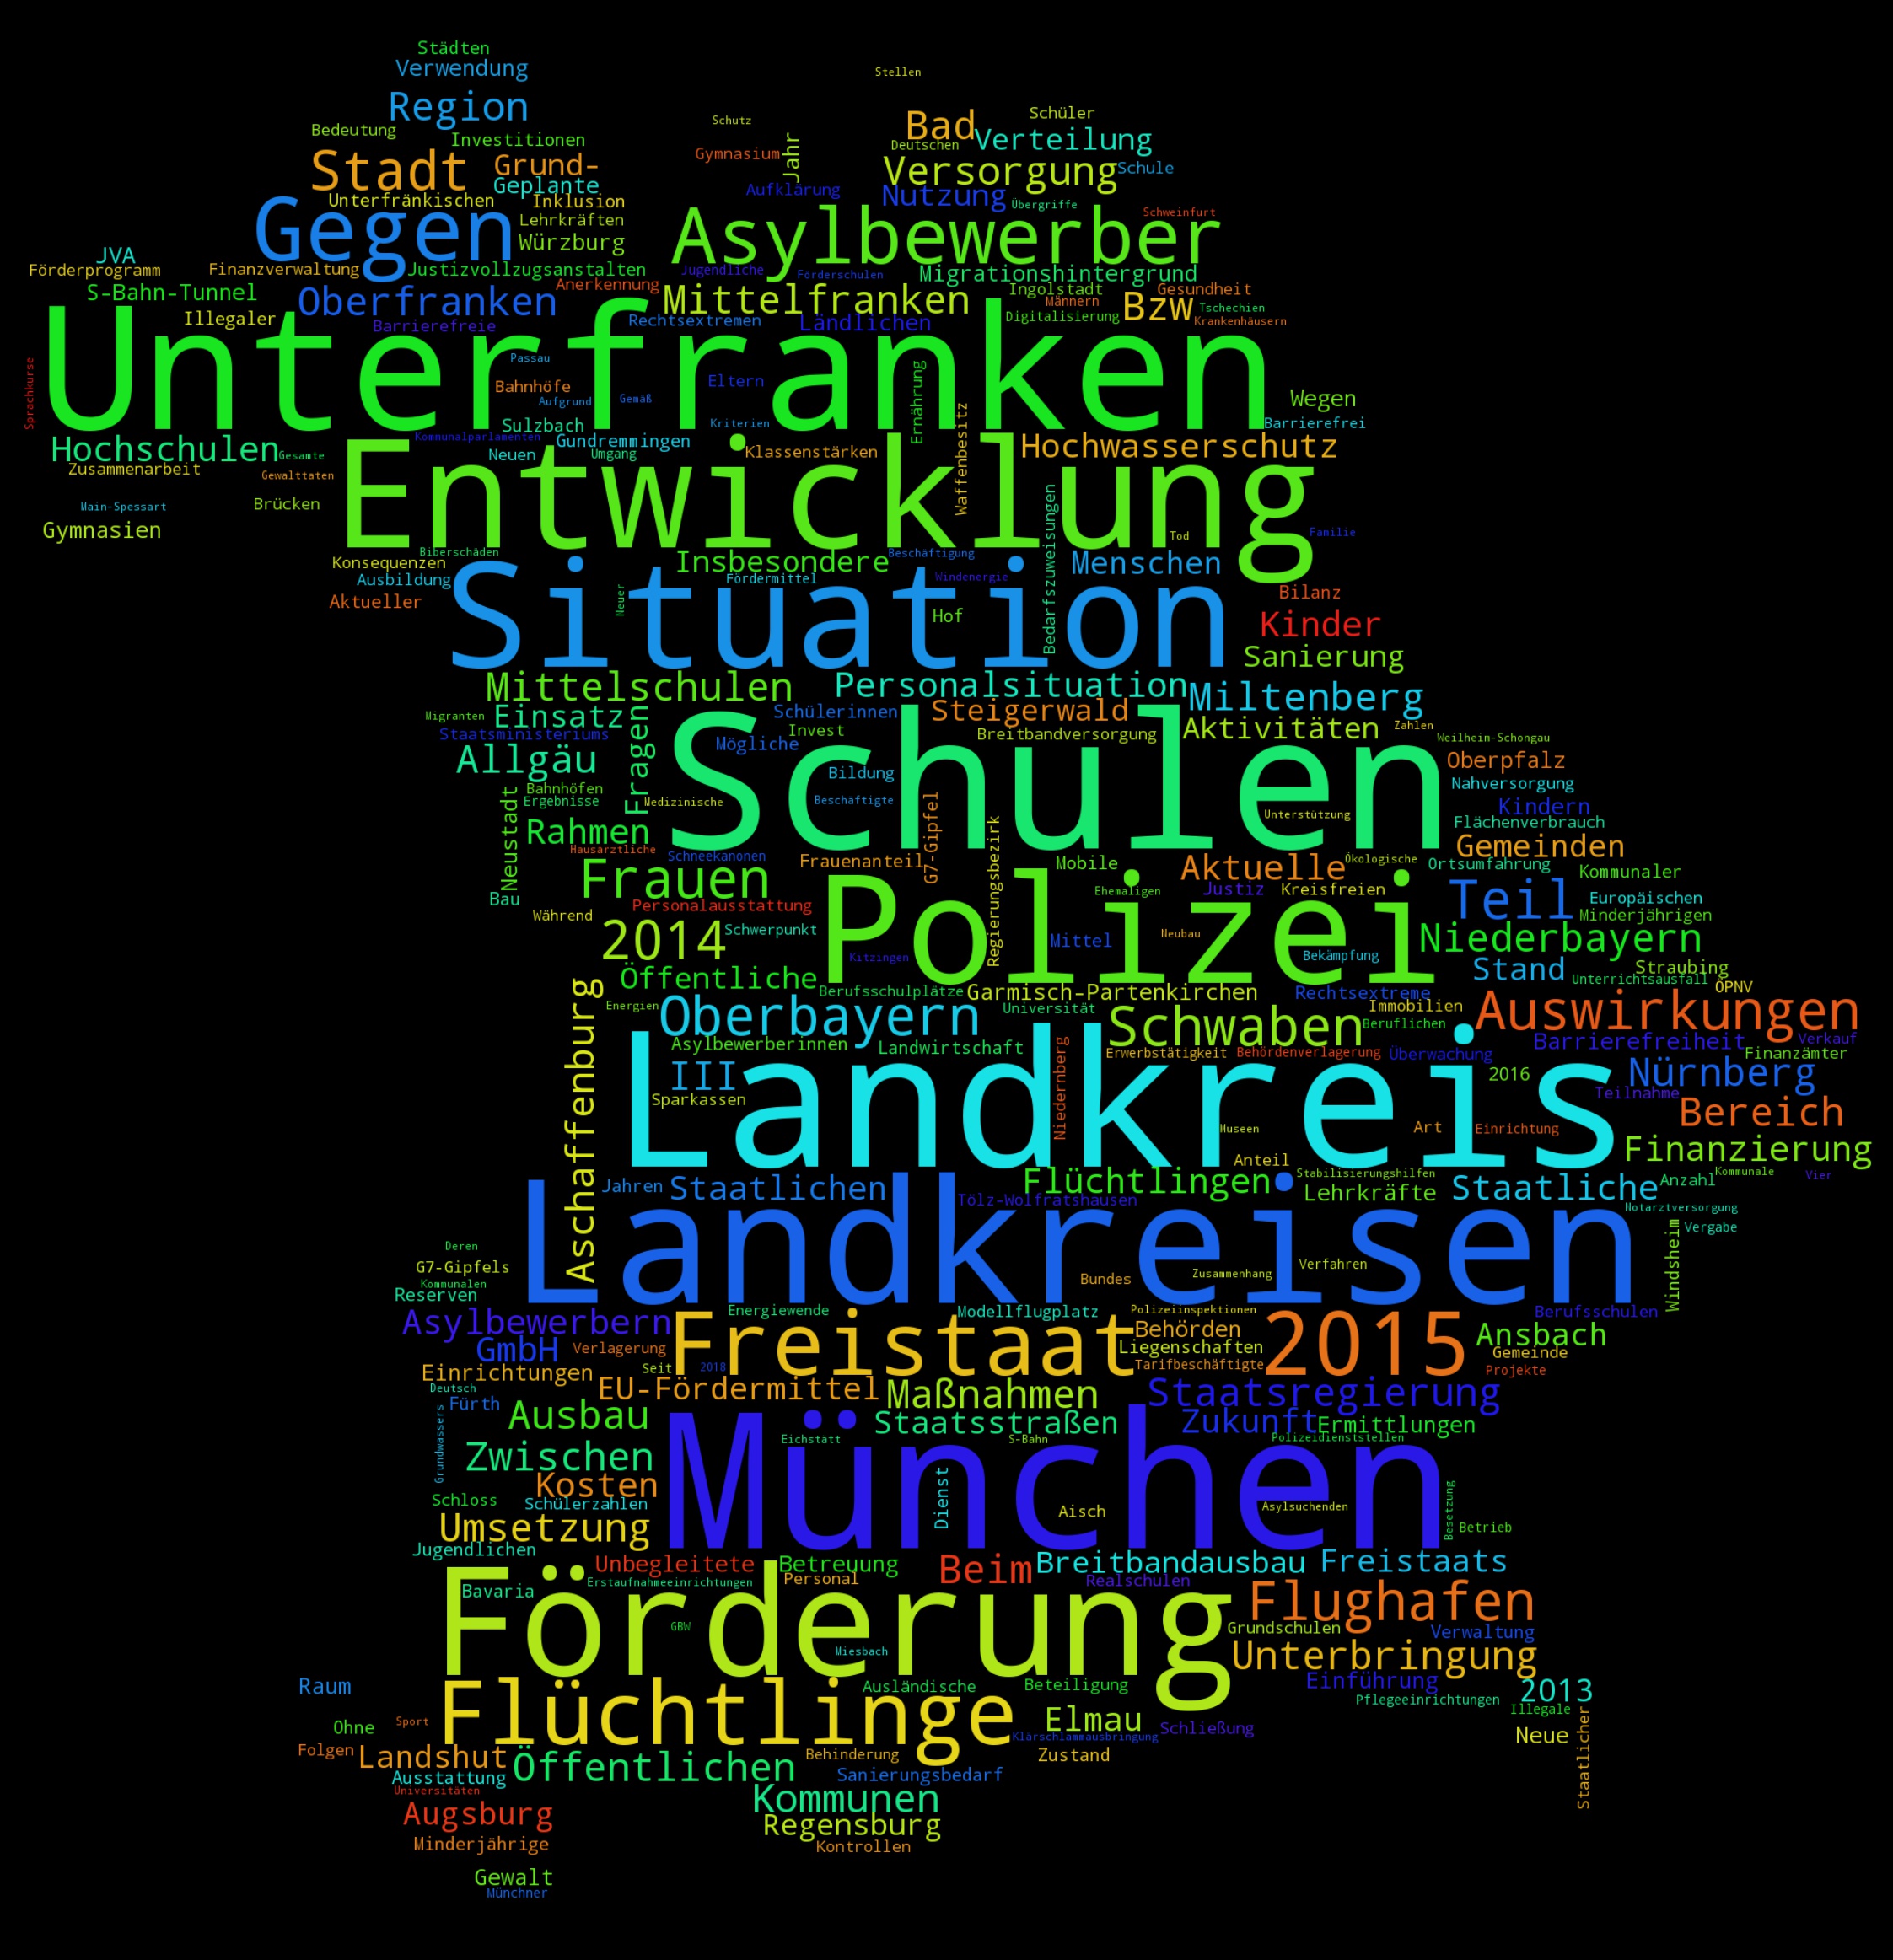 Städten
Verwendung
Stellen
Region
Schutz
Bad
Schüler
Bedeutung
Investitionen
Jahr
Deutschen
Verteilung
Stadt
Grund-
Gymnasium
Versorgung
Schule
Geplante
Aufklärung
Nutzung
Unterfränkischen
Inklusion
Übergriffe
Gegen
Lehrkräften
Asylbewerber
Schweinfurt
Würzburg
JVA
Förderprogramm
Finanzverwaltung
Justizvollzugsanstalten
Jugendliche
Förderschulen
Migrationshintergrund
S-Bahn-Tunnel
Oberfranken
Anerkennung
Mittelfranken
Ingolstadt
Gesundheit
Männern
Bzw
Tschechien
Illegaler
Barrierefreie
Rechtsextremen
Ländlichen
Digitalisierung
Krankenhäusern
Unterfranken
Sprachkurse
Passau
Bahnhöfe
Aufgrund
Gemäß
Eltern
Ernährung
Wegen
Sulzbach
Kriterien
Waffenbesitz
Barrierefrei
Hochschulen
Gesamte
Kommunalparlamenten
Gundremmingen
Neuen
Umgang
Klassenstärken
Hochwasserschutz
Zusammenarbeit
Gewalttaten
Entwicklung
Main-Spessart
Brücken
Gymnasien
Bedarfszuweisungen
Tod
Familie
Biberschäden
Konsequenzen
Insbesondere
Beschäftigung
Menschen
Ausbildung
Fördermittel
Windenergie
Aktueller
Situation
Neuer
Hof
Bilanz
Kinder
Sanierung
Mittelschulen
Personalsituation
Miltenberg
Migranten
Einsatz
Schülerinnen
Steigerwald
Aktivitäten
Zahlen
Staatsministeriums
Fragen
Invest
Breitbandversorgung
Weilheim-Schongau
Allgäu
Mögliche
Schulen
Oberpfalz
Bildung
Nahversorgung
Bahnhöfen
Ergebnisse
Medizinische
Beschäftigte
Kindern
Neustadt
Rahmen
G7-Gipfel
Regierungsbezirk
Unterstützung
Flächenverbrauch
Gemeinden
Hausärztliche
Schneekanonen
Frauenanteil
Mobile
Aktuelle
Ökologische
Ortsumfahrung
Kommunaler
Frauen
Ehemaligen
Justiz
Kreisfreien
Teil
Europäischen
Bau
Personalausstattung
Minderjährigen
Während
2014
Schwerpunkt
Polizei
Mittel
Neubau
Niederbayern
Kitzingen
Bekämpfung
Stand
Straubing
Öffentliche
Unterrichtsausfall
ÖPNV
Aschaffenburg
Energien
Berufsschulplätze
Garmisch-Partenkirchen
Rechtsextreme
Immobilien
Auswirkungen
Oberbayern
Universität
Schwaben
Beruflichen
Asylbewerberinnen
Landwirtschaft
Erwerbstätigkeit
Behördenverlagerung
Überwachung
Barrierefreiheit
Verkauf
Finanzämter
Landkreis
III
2016
Nürnberg
Sparkassen
Niedernberg
Teilnahme
Bereich
Museen
Art
Einrichtung
Anteil
Finanzierung
Flüchtlingen
Stabilisierungshilfen
Kommunale
Vier
Jahren
Staatlichen
Tölz-Wolfratshausen
Lehrkräfte
Staatliche
Anzahl
Notarztversorgung
Landkreisen
Windsheim
Vergabe
Deren
G7-Gipfels
Kommunalen
Reserven
Bundes
Zusammenhang
Verfahren
Energiewende
Modellflugplatz
Polizeiinspektionen
Berufsschulen
Asylbewerbern
Freistaat
Behörden
2015
Ansbach
GmbH
Verlagerung
Liegenschaften
Gemeinde
Einrichtungen
Seit
2018
Tarifbeschäftigte
Projekte
Deutsch
EU-Fördermittel
Maßnahmen
Staatsregierung
Fürth
Ausbau
Staatsstraßen
Zukunft
Ermittlungen
Grundwassers
Zwischen
Eichstätt
S-Bahn
Polizeidienststellen
München
Kosten
Dienst
Schloss
Schülerzahlen
Aisch
Asylsuchenden
Besetzung
Betrieb
Umsetzung
Jugendlichen
Unbegleitete
Betreuung
Beim
Breitbandausbau
Freistaats
Bavaria
Erstaufnahmeeinrichtungen
Personal
Realschulen
Förderung
Flughafen
GBW
Grundschulen
Verwaltung
Miesbach
Unterbringung
Raum
Flüchtlinge
Ausländische
Beteiligung
Einführung
2013
Pflegeeinrichtungen
Illegale
Ohne
Sport
Elmau
Schließung
Staatlicher
Klärschlammausbringung
Neue
Folgen
Landshut
Öffentlichen
Behinderung
Zustand
Ausstattung
Sanierungsbedarf
Universitäten
Kommunen
Augsburg
Regensburg
Minderjährige
Kontrollen
Gewalt
Münchner